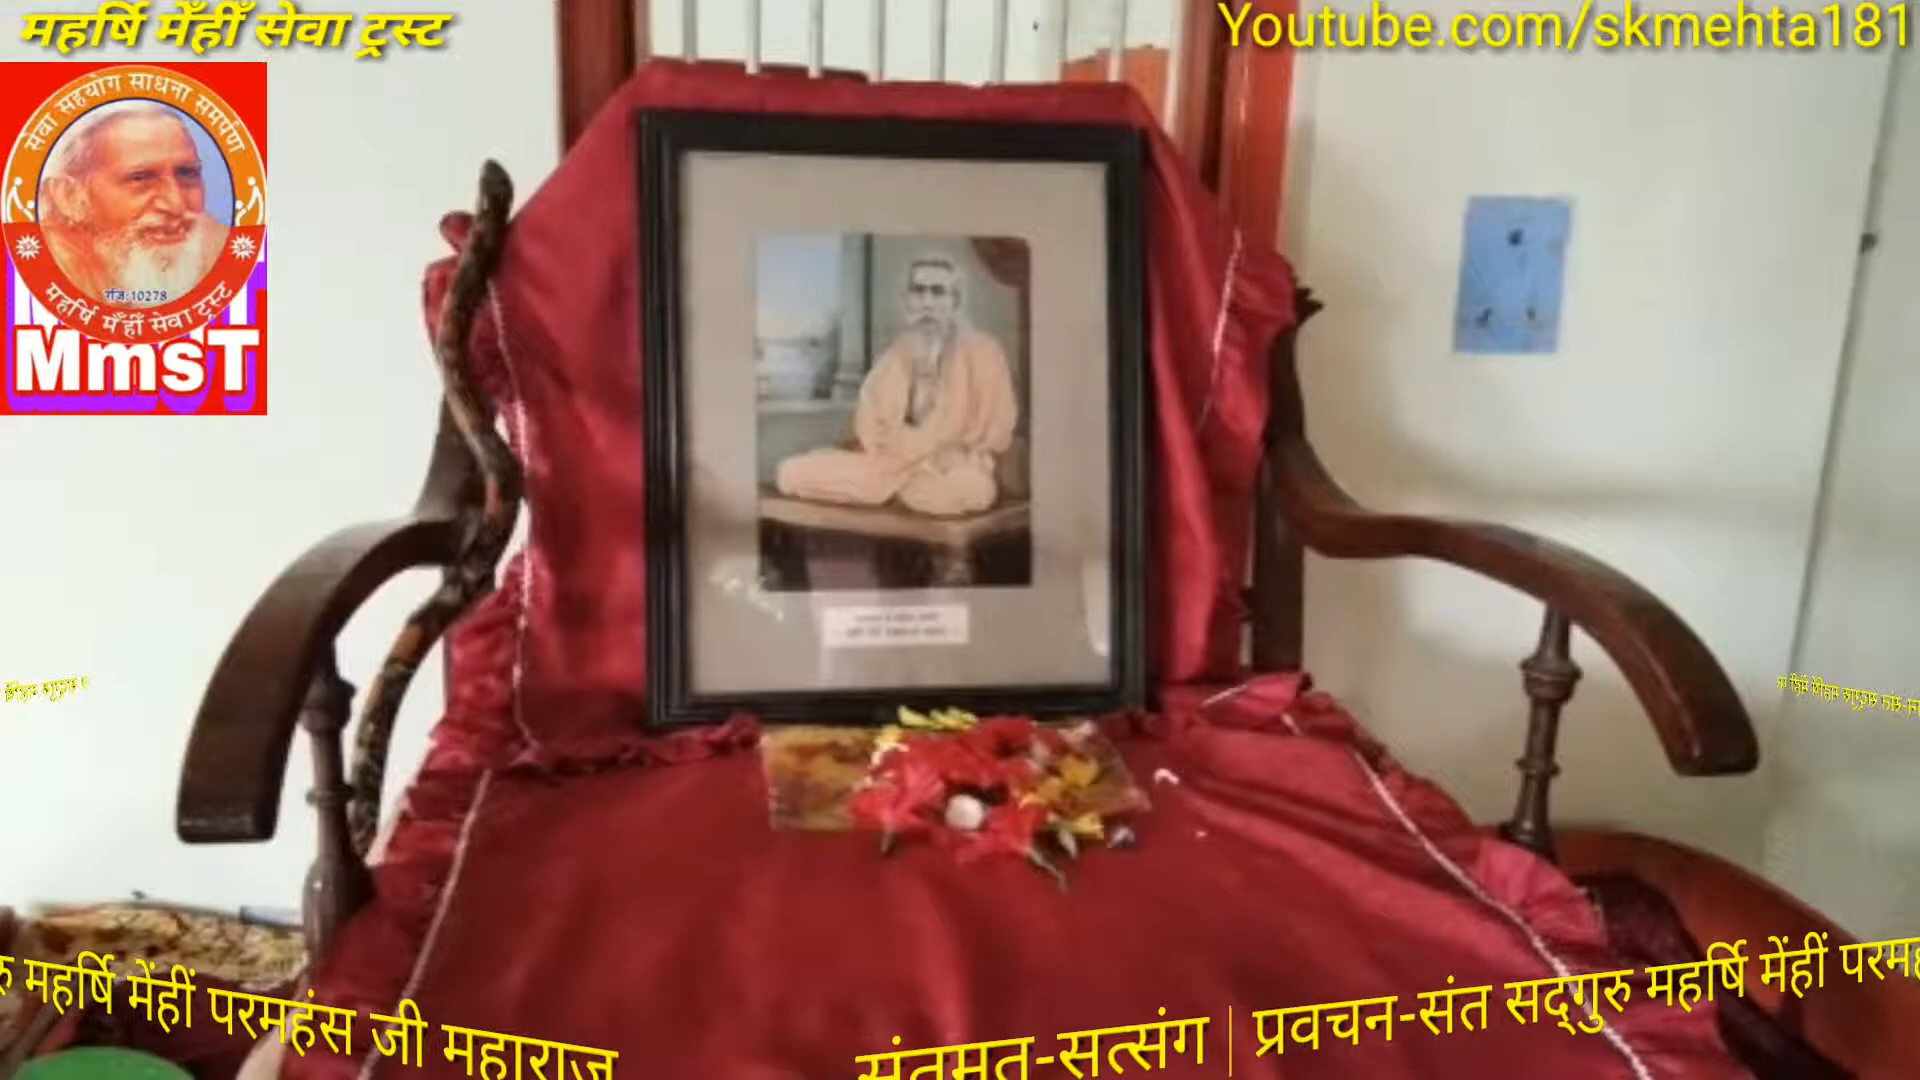 महर्षि मेँहीँ सेवा ट्रस्ट
Youtube.com/skmehta181
सेवा सहयोग साधना समर्पण
रजि:10278
महर्षि मेँहीँ सेवा ट्रस्ट
MmsT
महर्षि मेंहीं परमहंस जी महाराज
संतमत-सत्संग | प्रवचन-संत सद्‌गुरु महर्षि मेंहीं